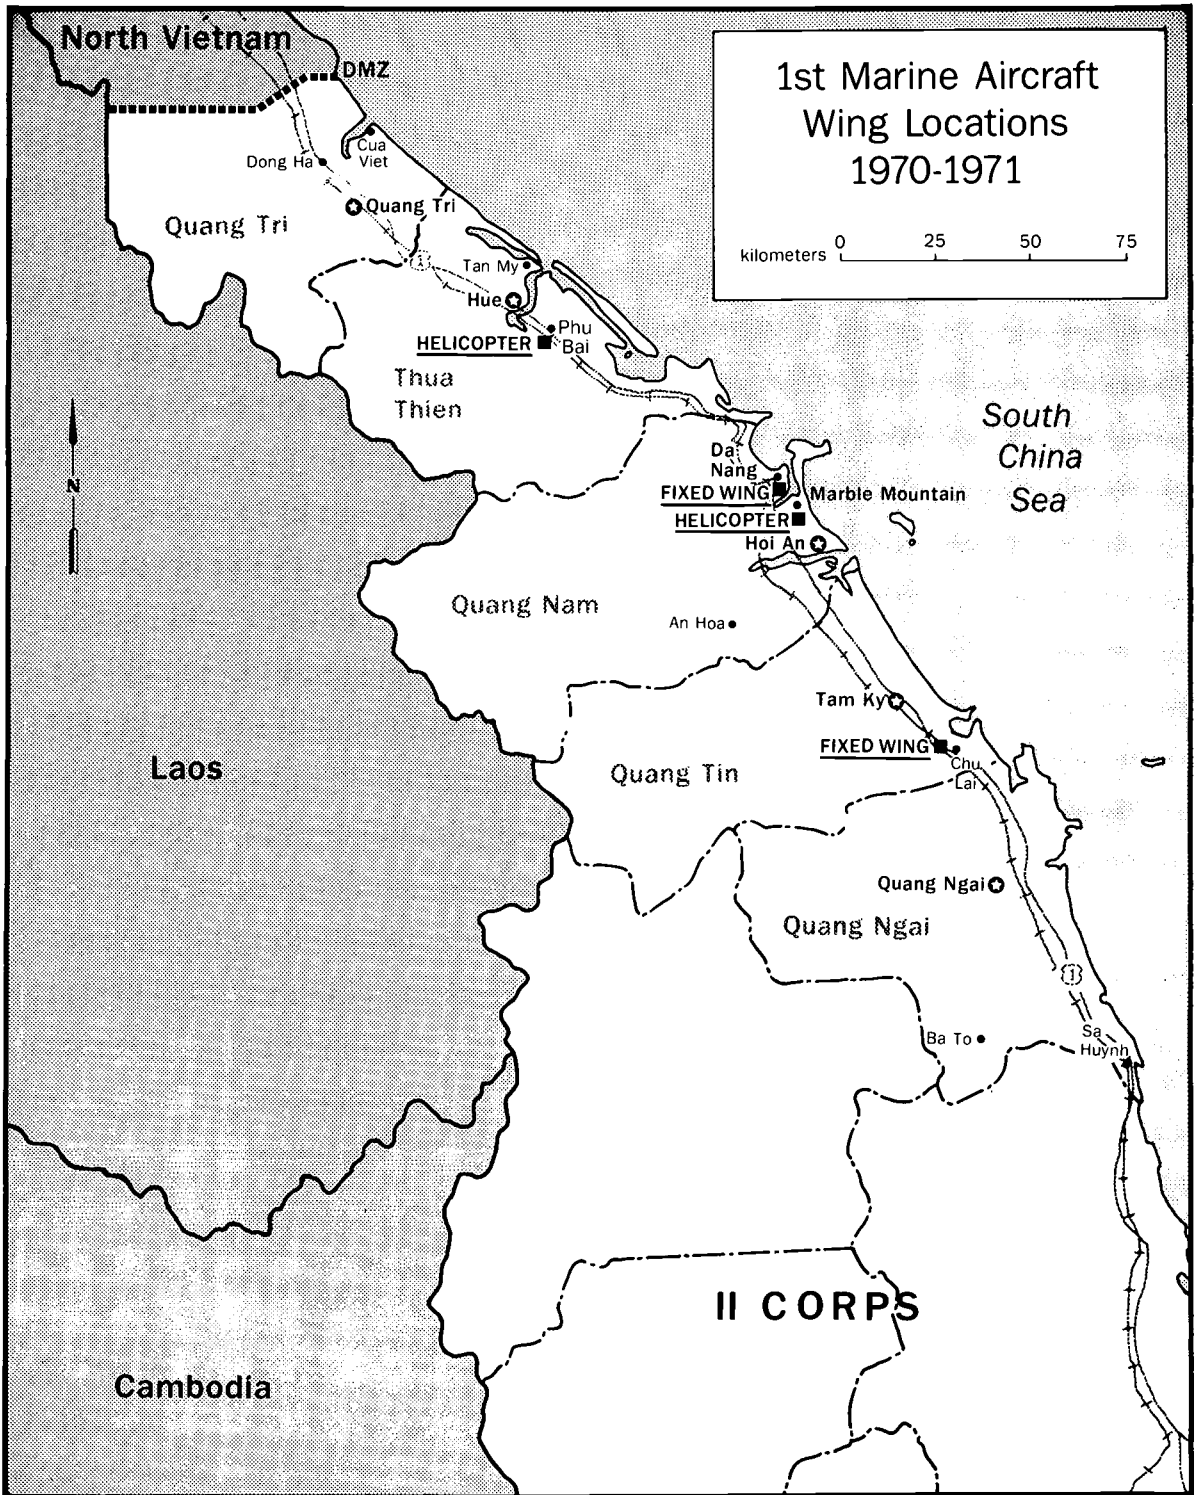 North Vietnam
DMZ
1st Marine Aircraft
Wing Locations
1970-1971
kilometers 0 25 50 75
Cua
Viet
Dong Ha
Quang Tri
Quang Tri
1
Tan My
Hue
Phu
Bai
HELICOPTER
Thua
Thien
N
South
China
Sea
Da
Nang
FIXED WING
Marble Mountain
HELICOPTER
Hoi An
Quang Nam
An Hoa
Tam Ky
FIXED WING
Chu
Lai
Laos
Quang Tin
Quang Ngai
Quang Ngai
1
Ba To
Sa
Huynh
II CORPS
Cambodia